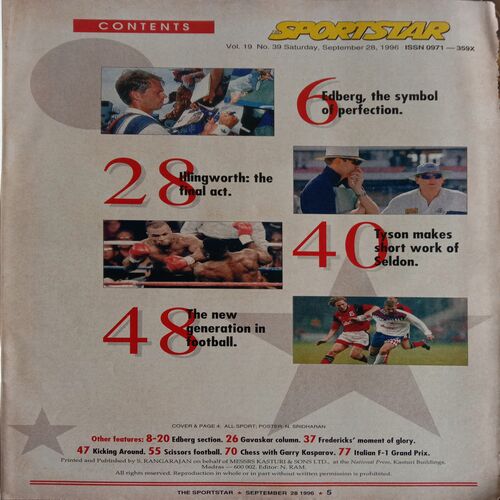 CONTENTS
THE SPORTSTAR
Vol. 19 No. 39 Saturday, September 28, 1996 ISSN 0971 — 359X
6
Edberg, the symbol
of perfection.
28
Illingworth: the
final act.
40
Tyson makes
short work of
Seldon.
48
The new
generation in
football.
COVER & PAGE 4: ALL-SPORT; POSTER: N. SRIDHARAN
Other features: 8-20 Edberg section. 26 Gavaskar column. 37 Fredericks' moment of glory.
47 Kicking Around. 55 Scissors football. 70 Chess with Garry Kasparov. 77 Italian F-1 Grand Prix.
Printed and Published by S. RANGARAJAN on behalf of MESSRS KASTURI & SONS LTD., at the National Press, Kasturi Buildings,
Madras — 600 002. Editor: N. RAM.
All rights reserved. Reproduction in whole or in part without written permission is prohibited.
THE SPORTSTAR ★ SEPTEMBER 28 1996 ★ 5